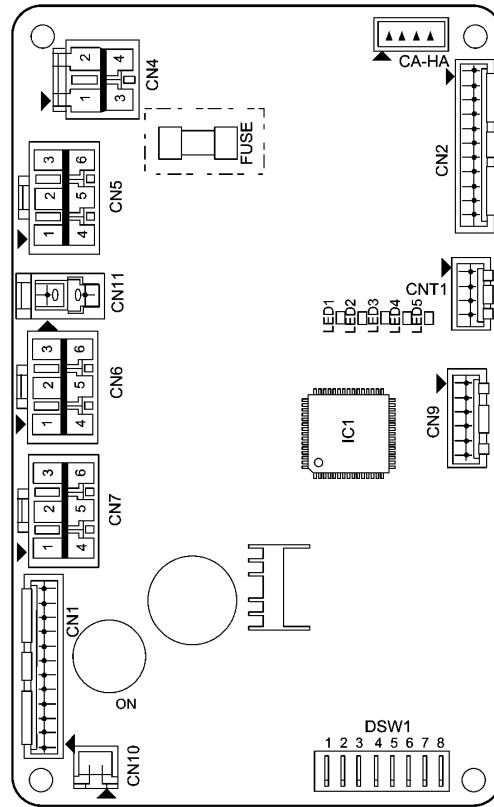 2 4
1 3
CN4
CA-HA
CN2
FUSE
3 6
2 5
1 4
CN5
CN11
CNT1
LED1
LED2
LED3
LED4
LED5
3 6
2 5
1 4
CN6
IC1
CN9
3 6
2 5
1 4
CN7
CN1
ON
CN10
DSW1
1 2 3 4 5 6 7 8